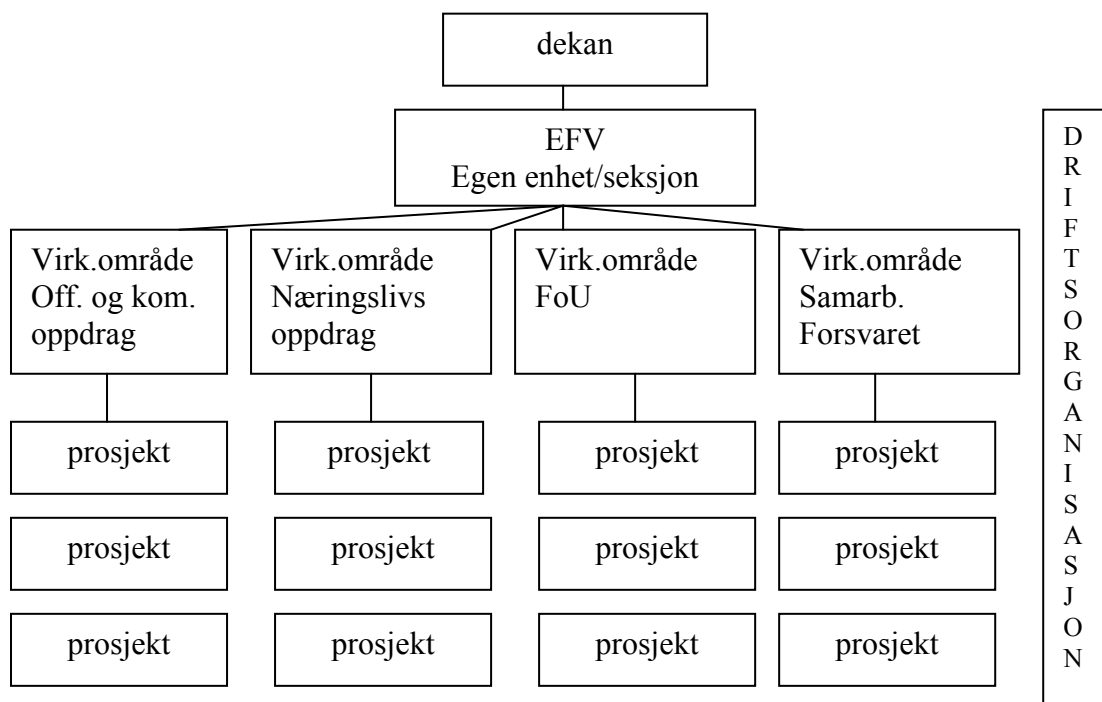 dekan
EFV
Egen enhet/seksjon
Virk.område
Off. og kom.
oppdrag
Virk.område
Næringslivs
oppdrag
Virk.område
FoU
Virk.område
Samarb.
Forsvaret
prosjekt
prosjekt
prosjekt
prosjekt
prosjekt
prosjekt
prosjekt
prosjekt
prosjekt
prosjekt
prosjekt
prosjekt
DRIFTSORGANISASJON